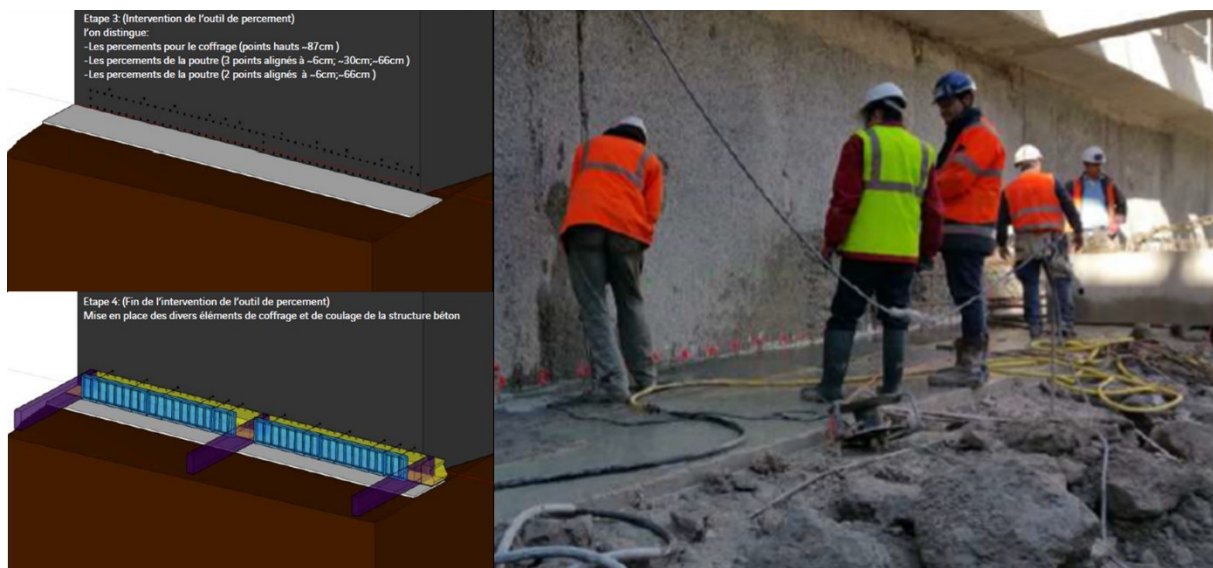 Etape 3: (Intervention de l'outil de percement)
l'on distingue:
-Les percements pour le coffrage (points hauts ~87cm )
-Les percements de la poutre (3 points alignés à ~6cm; ~30cm;~66cm )
-Les percements de la poutre (2 points alignés à ~6cm;~66cm )
Etape 4: (Fin de l'intervention de l'outil de percement)
Mise en place des divers éléments de coffrage et de coulage de la structure béton